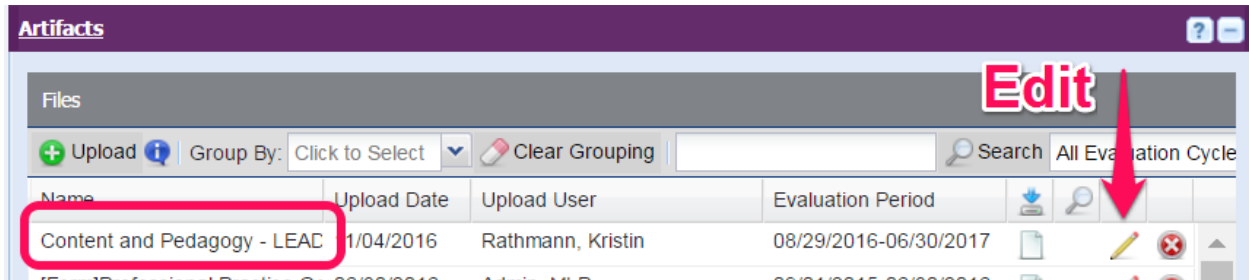 Artifacts
Edit
Files
Upload Group By: Click to Select Clear Grouping Search All Evaluation Cycle
Name Upload Date Upload User Evaluation Period
Content and Pedagogy - LEAD 1/04/2016 Rathmann, Kristin 08/29/2016-06/30/2017